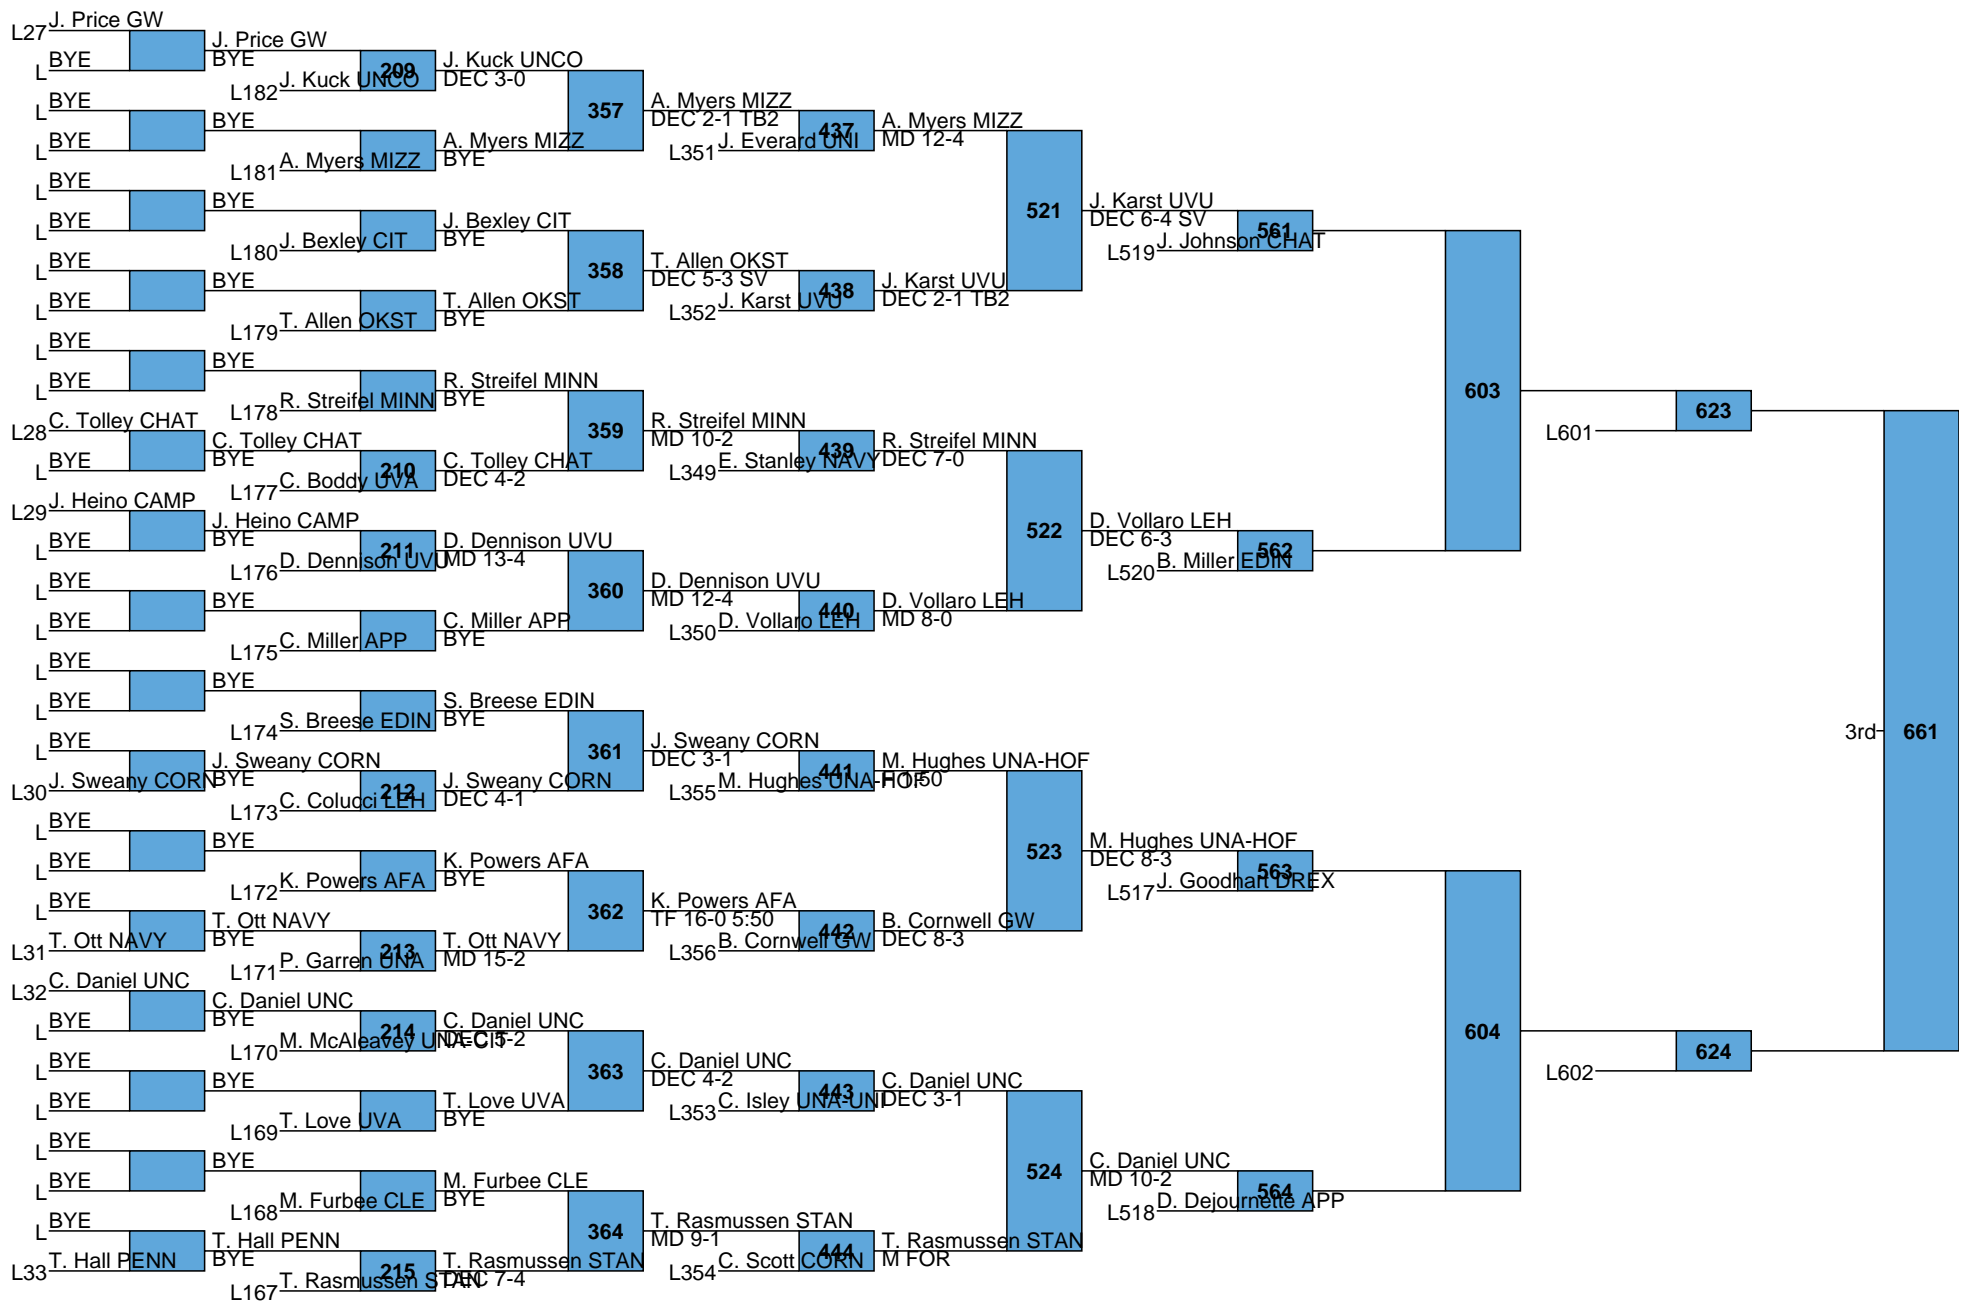 J. Price GW
L27
BYE
L
J. Price GW
BYE
209
L182
J. Kuck UNCO
J. Kuck UNCO
DEC 3-0
BYE
L
BYE
L
BYE
L181
A. Myers MIZZ
A. Myers MIZZ
BYE
357
A. Myers MIZZ
DEC 2-1 TB2
437
L351
J. Everard UNI
A. Myers MIZZ
MD 12-4
BYE
L
BYE
L
BYE
L180
J. Bexley CIT
J. Bexley CIT
BYE
358
BYE
L
BYE
L
BYE
L179
T. Allen OKST
T. Allen OKST
BYE
T. Allen OKST
DEC 5-3 SV
438
L352
J. Karst UVU
J. Karst UVU
DEC 2-1 TB2
521
J. Karst UVU
DEC 6-4 SV
561
L519
J. Johnson CHAT
BYE
L
BYE
L
BYE
L178
R. Streifel MINN
R. Streifel MINN
BYE
359
L28
C. Tolley CHAT
BYE
L
C. Tolley CHAT
BYE
210
L177
C. Boddy UVA
C. Tolley CHAT
DEC 4-2
R. Streifel MINN
MD 10-2
439
L349
E. Stanley NAVY
R. Streifel MINN
DEC 7-0
603
623
L601
L29
J. Heino CAMP
BYE
L
J. Heino CAMP
BYE
211
L176
D. Dennison UVU
D. Dennison UVU
MD 13-4
360
BYE
L
BYE
L
BYE
L175
C. Miller APP
C. Miller APP
BYE
D. Dennison UVU
MD 12-4
440
L350
D. Vollaro LEH
D. Vollaro LEH
MD 8-0
522
D. Vollaro LEH
DEC 6-3
562
L520
B. Miller EDIN
BYE
L
BYE
L
BYE
L174
S. Breese EDIN
S. Breese EDIN
BYE
361
BYE
L
L30
J. Sweany CORN
J. Sweany CORN
BYE
212
L173
C. Colucci LEH
J. Sweany CORN
DEC 4-1
J. Sweany CORN
DEC 3-1
441
L355
M. Hughes UNA-HOF
M. Hughes UNA-HOF
F 1:50
3rd
661
BYE
L
BYE
L
BYE
L172
K. Powers AFA
K. Powers AFA
BYE
362
BYE
L
L31
T. Ott NAVY
T. Ott NAVY
BYE
213
L171
P. Garren UNA
T. Ott NAVY
MD 15-2
K. Powers AFA
TF 16-0 5:50
442
L356
B. Cornwell GW
B. Cornwell GW
DEC 8-3
523
M. Hughes UNA-HOF
DEC 8-3
563
L517
J. Goodhart DREX
L32
C. Daniel UNC
BYE
L
C. Daniel UNC
BYE
214
L170
M. McAleavey UNA-CIT
C. Daniel UNC
DEC 5-2
363
BYE
L
BYE
L
BYE
L169
T. Love UVA
T. Love UVA
BYE
C. Daniel UNC
DEC 4-2
443
L353
C. Isley UNA-UNI
C. Daniel UNC
DEC 3-1
604
624
L602
BYE
L
BYE
L
BYE
L168
M. Furbee CLE
M. Furbee CLE
BYE
364
BYE
L
L33
T. Hall PENN
T. Hall PENN
BYE
215
L167
T. Rasmussen STAN
T. Rasmussen STAN
DEC 7-4
T. Rasmussen STAN
MD 9-1
444
L354
C. Scott CORN
T. Rasmussen STAN
M FOR
524
C. Daniel UNC
MD 10-2
564
L518
D. Dejournette APP